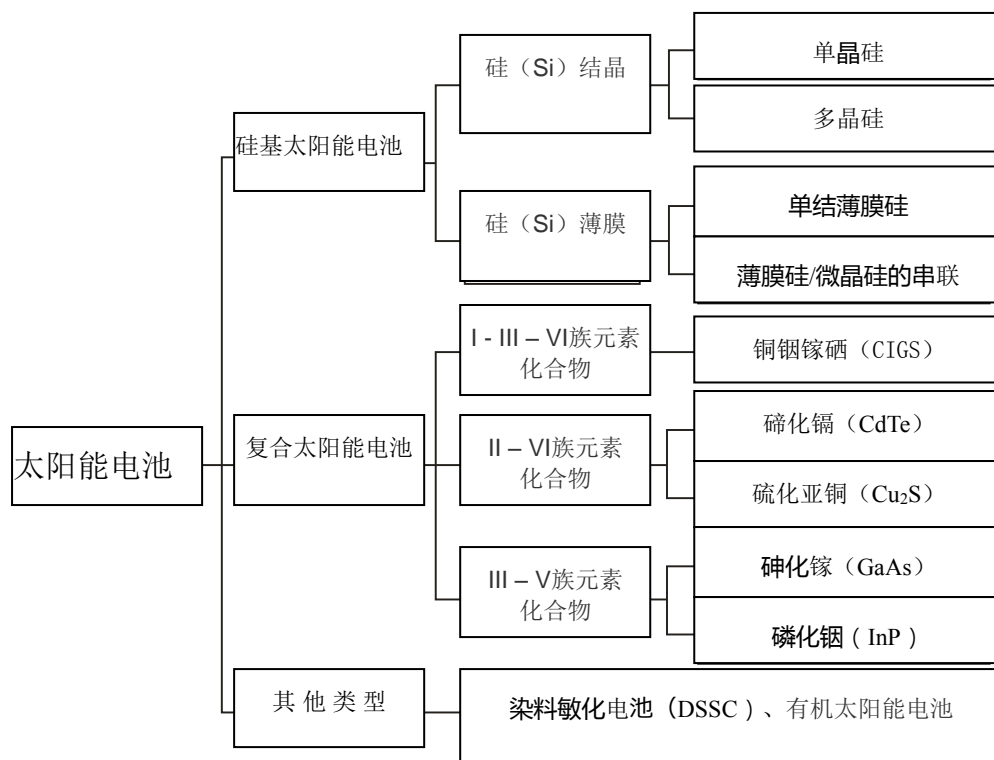 太阳能电池
硅基太阳能电池
硅（Si）结晶
单晶硅
多晶硅
硅（Si）薄膜
单结薄膜硅
薄膜硅/微晶硅的串联
复合太阳能电池
I - III – VI族元素
化合物
铜铟镓硒（CIGS）
II – VI族元素
化合物
碲化镉（CdTe）
硫化亚铜（Cu₂S）
III – V族元素
化合物
砷化镓（GaAs）
磷化铟（InP）
其他类型
染料敏化电池（DSSC）、有机太阳能电池